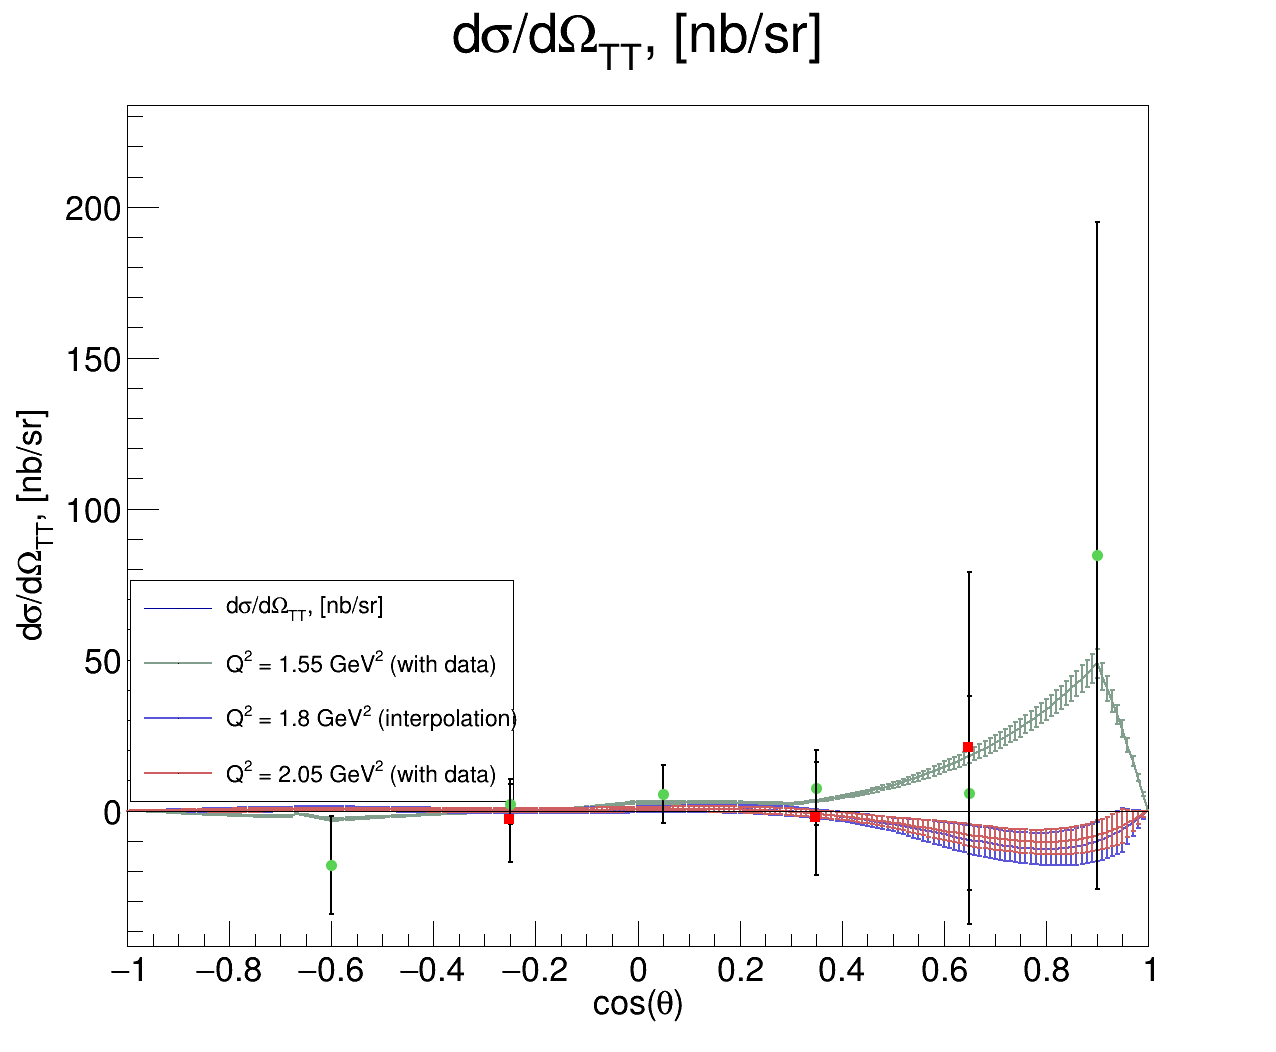 dσ/dΩTT, [nb/sr]
dσ/dΩTT, [nb/sr]
200
150
100
50
0
dσ/dΩTT, [nb/sr]
Q2 = 1.55 GeV2 (with data)
Q2 = 1.8 GeV2 (interpolation)
Q2 = 2.05 GeV2 (with data)
−1 −0.8 −0.6 −0.4 −0.2 0 0.2 0.4 0.6 0.8 1
cos(θ)